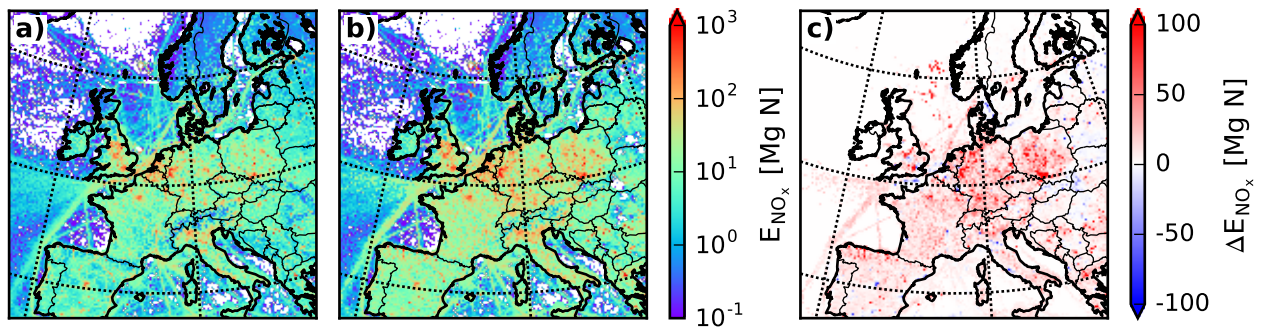 a)
b)
10³
10²
10¹
10⁰
10⁻¹
E_NOₓ [Mg N]
c)
100
50
0
-50
-100
ΔE_NOₓ [Mg N]